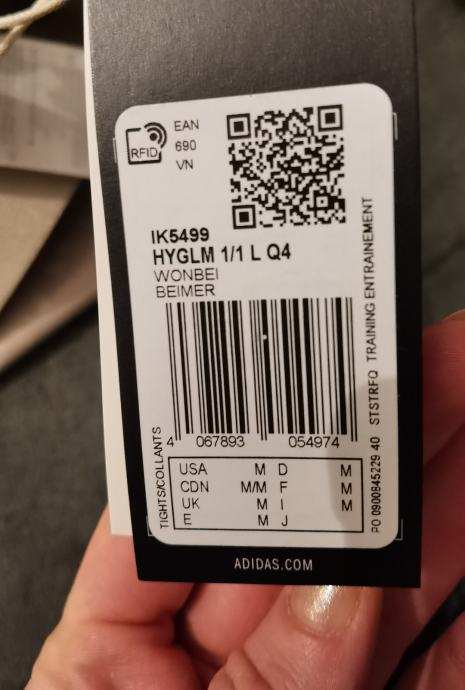 RFID
EAN
690
VN
IK5499
HYGLM 1/1 L Q4
WONBEI
BEIMER
4 067893 054974
TIGHTS/COLLANTS
USA M D M
CDN M/M F M
UK M I M
E M J
PO 0900845229 40 STSTRFQ TRAINING ENTRAINEMENT
ADIDAS.COM